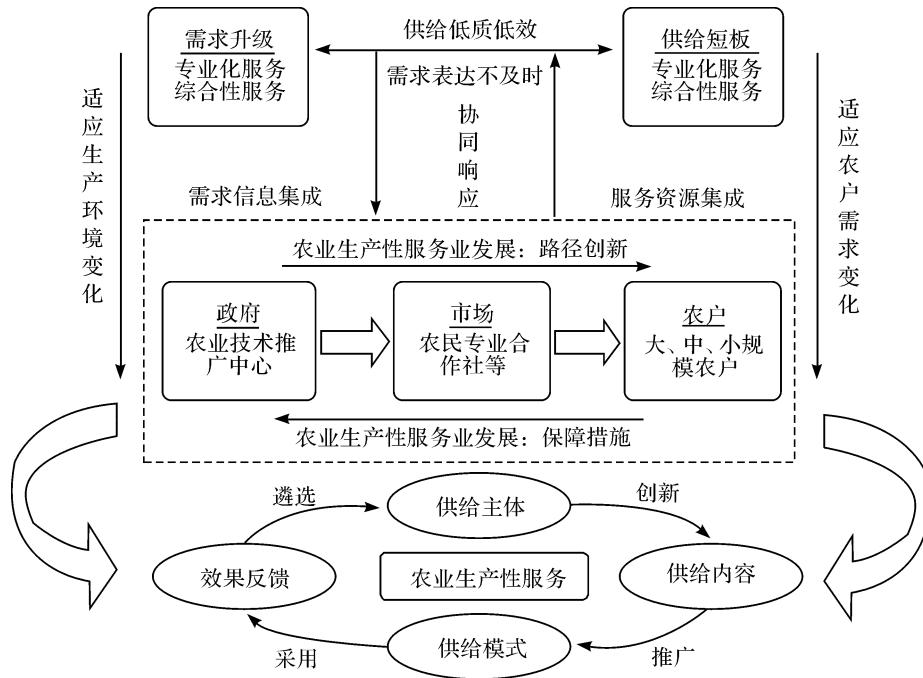 需求升级
专业化服务
综合性服务
供给低质低效
需求表达不及时
供给短板
专业化服务
综合性服务
适应生产环境变化
协同响应
适应农户需求变化
需求信息集成
服务资源集成
农业生产性服务业发展：路径创新
政府
农业技术推
广中心
市场
农民专业合
作社等
农户
大、中、小规
模农户
农业生产性服务业发展：保障措施
遴选
供给主体
创新
效果反馈
农业生产性服务
供给内容
采用
供给模式
推广